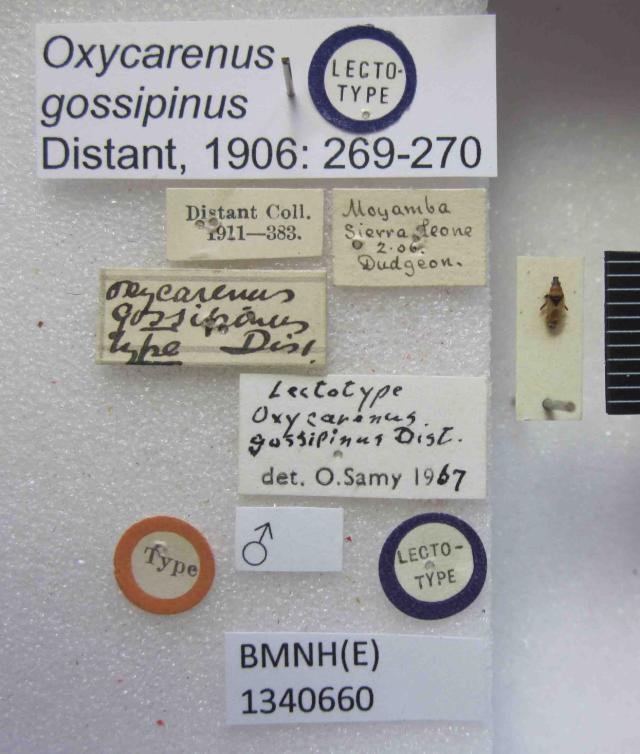 Oxycarenus
gossipinus
Distant, 1906: 269-270
LECTO-
TYPE
Distant Coll.
1911—383.
Moyamba
Sierra Leone
2.06.
Dudgeon.
Oxycarenus
gossipinus
type Dist.
Lectotype
Oxycarenus
gossipinus Dist.
det. O.Samy 1967
Type
♂
LECTO-
TYPE
BMNH(E)
1340660